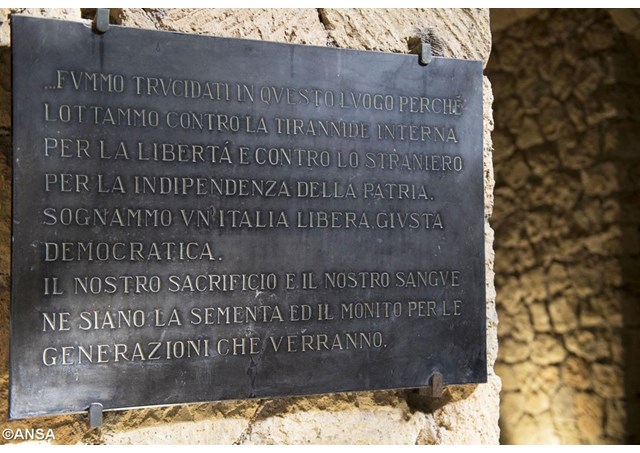 ...FVMMO TRVCIDATI IN QVESTO LVOGO PERCHÉ
LOTTAMMO CONTRO LA TIRANNIDE INTERNA
PER LA LIBERTÁ E CONTRO LO STRANIERO
PER LA INDIPENDENZA DELLA PATRIA.
SOGNAMMO VN'ITALIA LIBERA, GIVSTA
DEMOCRATICA.
IL NOSTRO SACRIFICIO E IL NOSTRO SANGVE
NE SIANO LA SEMENTA ED IL MONITO PER LE
GENERAZIONI CHE VERRANNO.
©ANSA